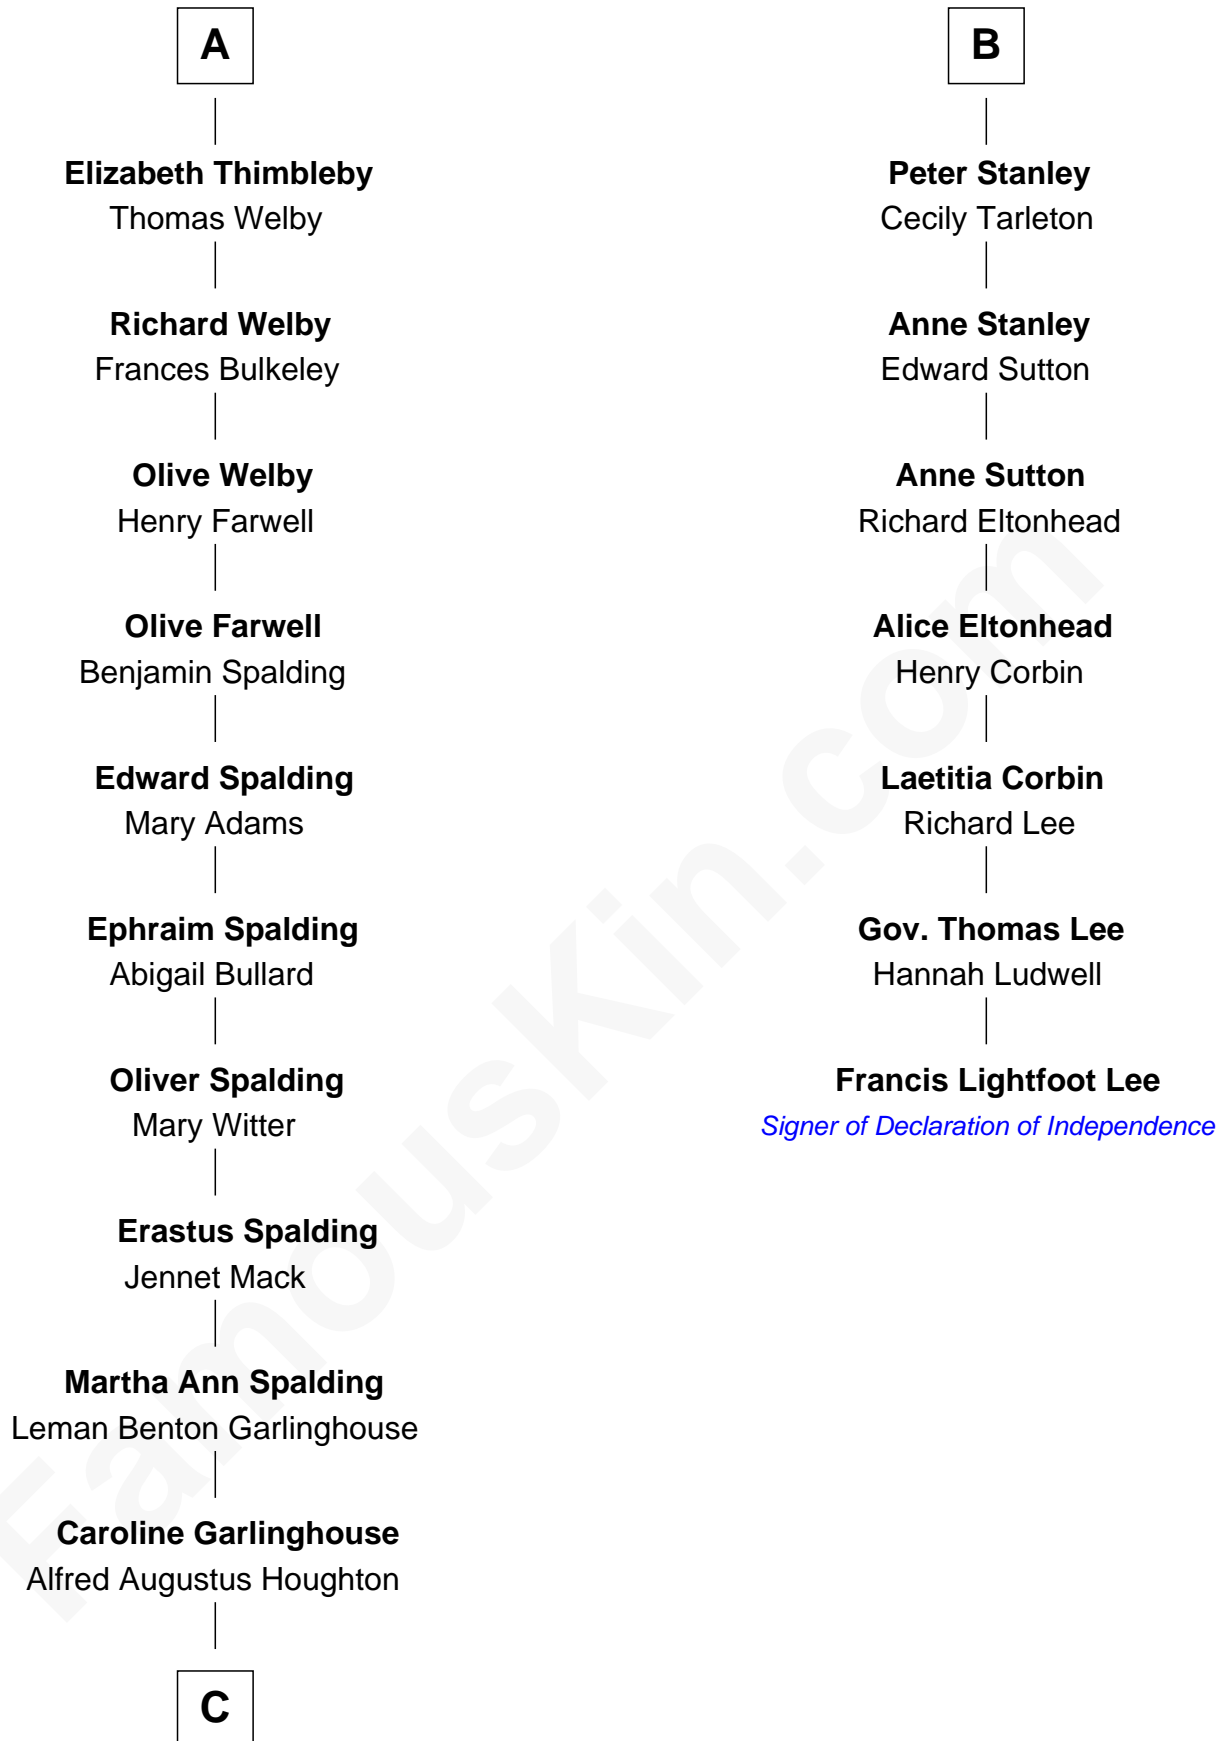 A
Elizabeth Thimbleby
Thomas Welby
Richard Welby
Frances Bulkeley
Olive Welby
Henry Farwell
Olive Farwell
Benjamin Spalding
Edward Spalding
Mary Adams
Ephraim Spalding
Abigail Bullard
Oliver Spalding
Mary Witter
Erastus Spalding
Jennet Mack
Martha Ann Spalding
Leman Benton Garlinghouse
Caroline Garlinghouse
Alfred Augustus Houghton
C
B
Peter Stanley
Cecily Tarleton
Anne Stanley
Edward Sutton
Anne Sutton
Richard Eltonhead
Alice Eltonhead
Henry Corbin
Laetitia Corbin
Richard Lee
Gov. Thomas Lee
Hannah Ludwell
Francis Lightfoot Lee
Signer of Declaration of Independence
FamousKin.com